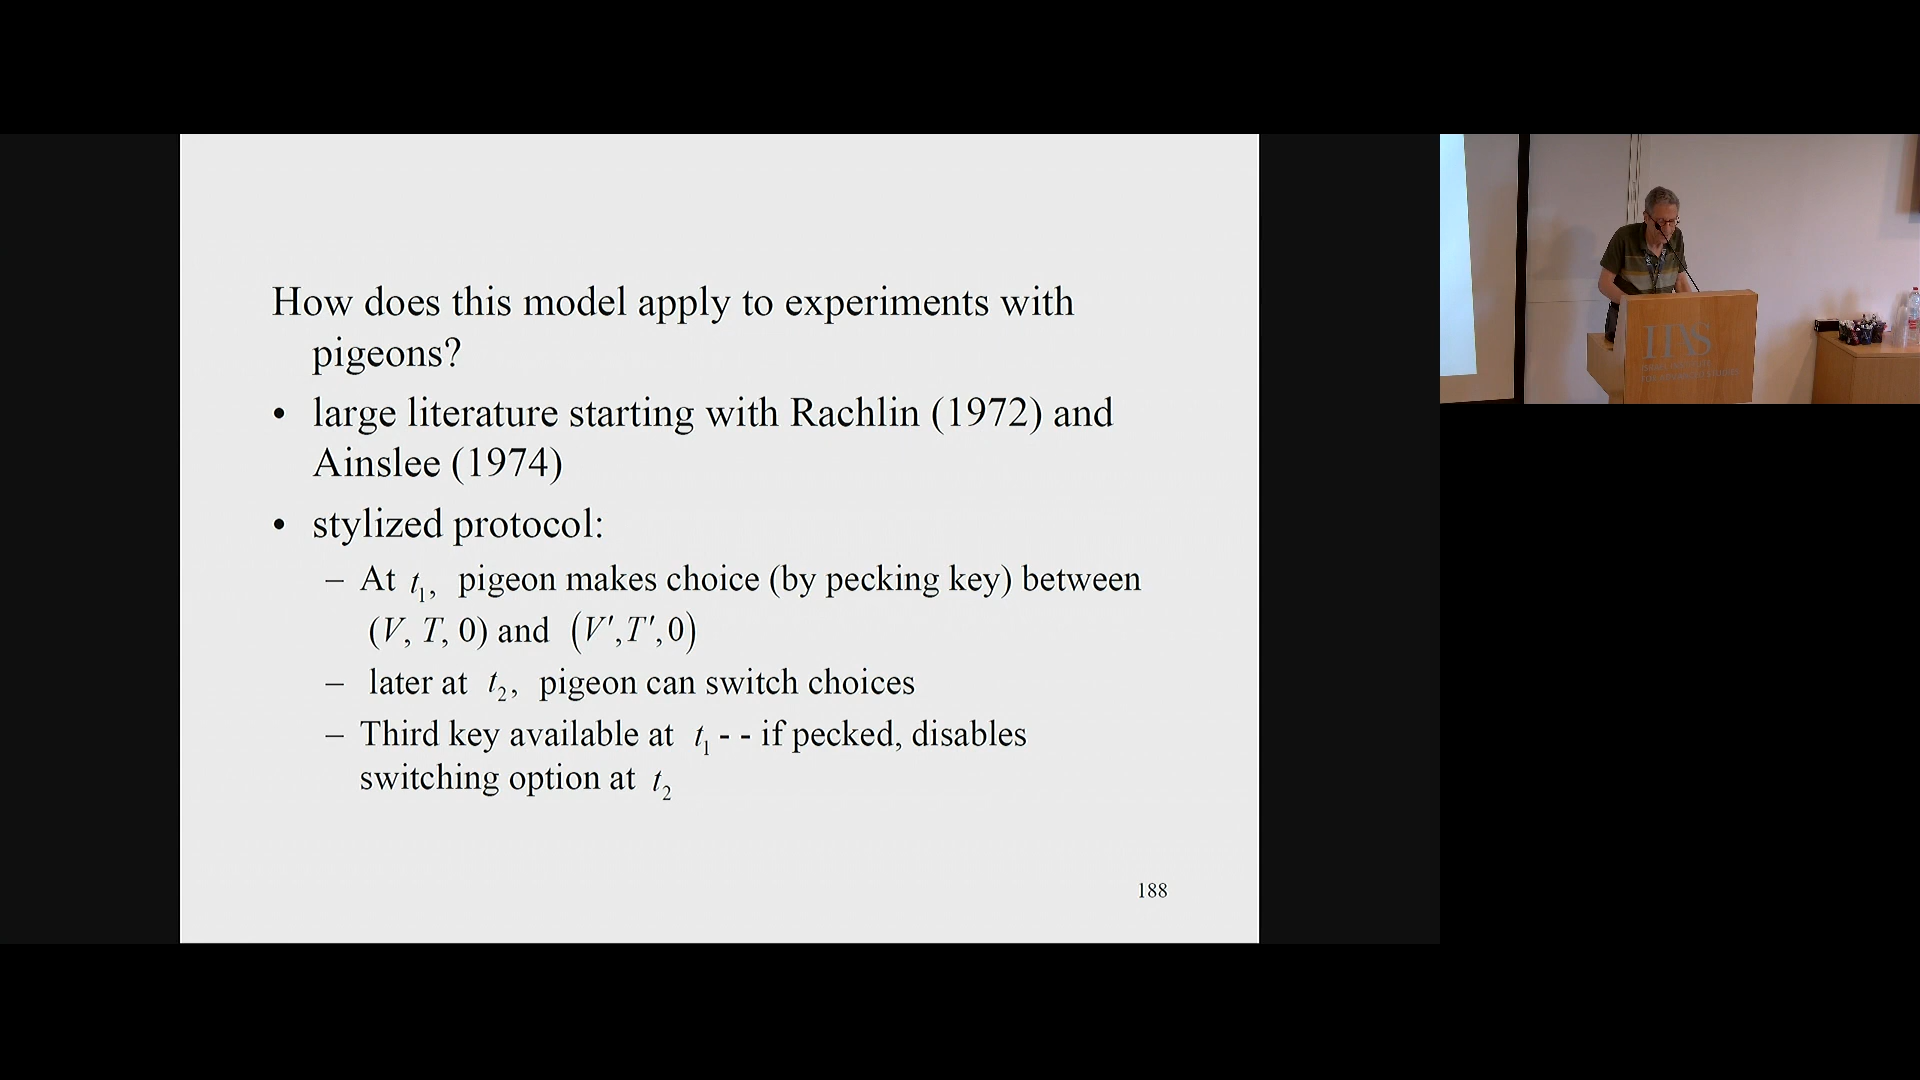 How does this model apply to experiments with
pigeons?
• large literature starting with Rachlin (1972) and
Ainslee (1974)
• stylized protocol:
– At t₁, pigeon makes choice (by pecking key) between
(V, T, 0) and (V′,T′,0)
– later at t₂, pigeon can switch choices
– Third key available at t₁ - - if pecked, disables
switching option at t₂
188
IIAS